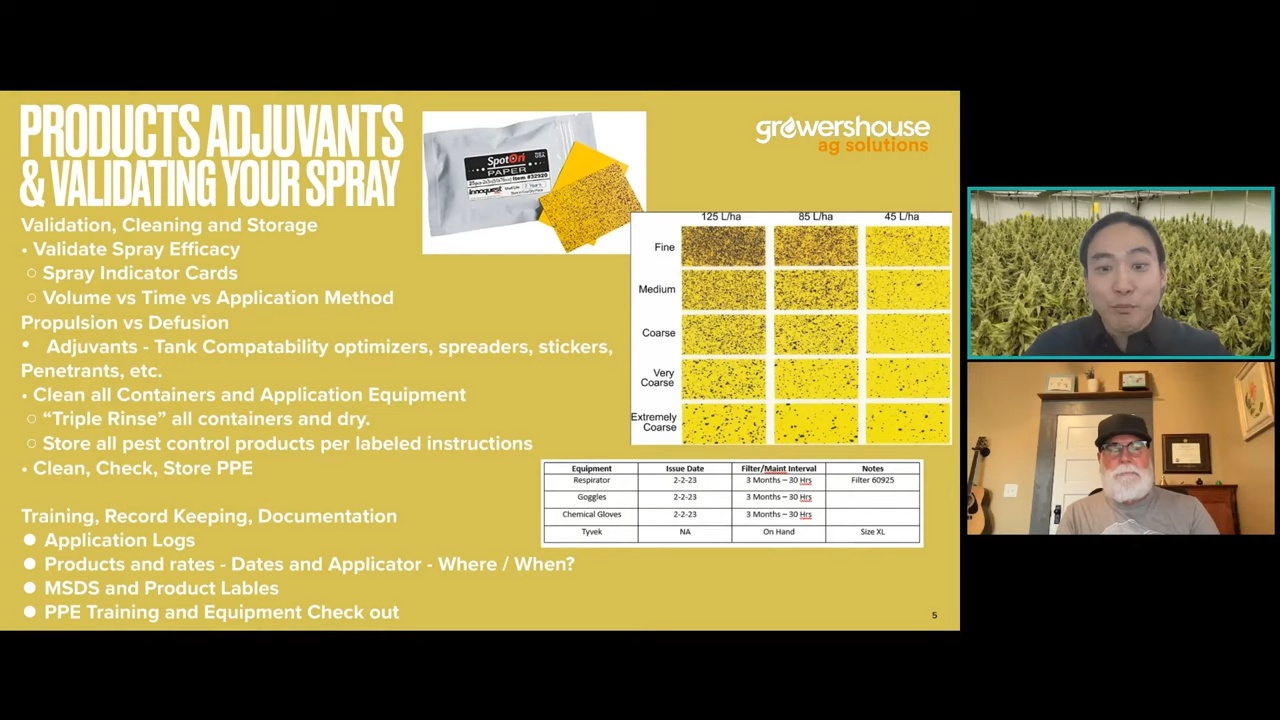 PRODUCTS ADJUVANTS
& VALIDATING YOUR SPRAY
growershouse
ag solutions
SpotOn
PAPER
Innoquest
Validation, Cleaning and Storage
• Validate Spray Efficacy
○ Spray Indicator Cards
○ Volume vs Time vs Application Method
Propulsion vs Defusion
• Adjuvants - Tank Compatability optimizers, spreaders, stickers,
Penetrants, etc.
• Clean all Containers and Application Equipment
○ “Triple Rinse” all containers and dry.
○ Store all pest control products per labeled instructions
• Clean, Check, Store PPE
Training, Record Keeping, Documentation
● Application Logs
● Products and rates - Dates and Applicator - Where / When?
● MSDS and Product Lables
● PPE Training and Equipment Check out
125 L/ha 85 L/ha 45 L/ha
Fine
Medium
Coarse
Very
Coarse
Extremely
Coarse
Equipment Issue Date Filter/Maint Interval Notes
Respirator 2-2-23 3 Months – 30 Hrs Filter 60925
Goggles 2-2-23 3 Months – 30 Hrs
Chemical Gloves 2-2-23 3 Months – 30 Hrs
Tyvek NA On Hand Size XL
5